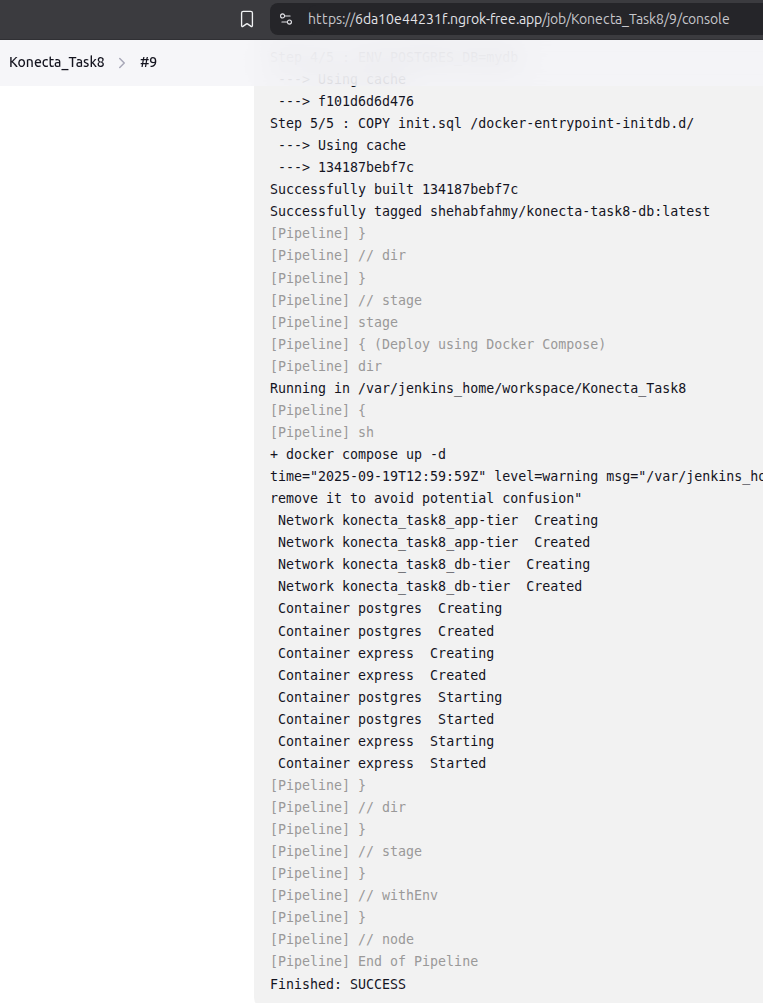 https://6da10e44231f.ngrok-free.app/job/Konecta_Task8/9/console
Konecta_Task8 > #9
Step 4/5 : ENV POSTGRES_DB=mydb
---> Using cache
---> f101d6d6d476
Step 5/5 : COPY init.sql /docker-entrypoint-initdb.d/
---> Using cache
---> 134187bebf7c
Successfully built 134187bebf7c
Successfully tagged shehabfahmy/konecta-task8-db:latest
[Pipeline] }
[Pipeline] // dir
[Pipeline] }
[Pipeline] // stage
[Pipeline] stage
[Pipeline] { (Deploy using Docker Compose)
[Pipeline] dir
Running in /var/jenkins_home/workspace/Konecta_Task8
[Pipeline] {
[Pipeline] sh
+ docker compose up -d
time="2025-09-19T12:59:59Z" level=warning msg="/var/jenkins_ho
remove it to avoid potential confusion"
Network konecta_task8_app-tier  Creating
Network konecta_task8_app-tier  Created
Network konecta_task8_db-tier  Creating
Network konecta_task8_db-tier  Created
Container postgres  Creating
Container postgres  Created
Container express  Creating
Container express  Created
Container postgres  Starting
Container postgres  Started
Container express  Starting
Container express  Started
[Pipeline] }
[Pipeline] // dir
[Pipeline] }
[Pipeline] // stage
[Pipeline] }
[Pipeline] // withEnv
[Pipeline] }
[Pipeline] // node
[Pipeline] End of Pipeline
Finished: SUCCESS